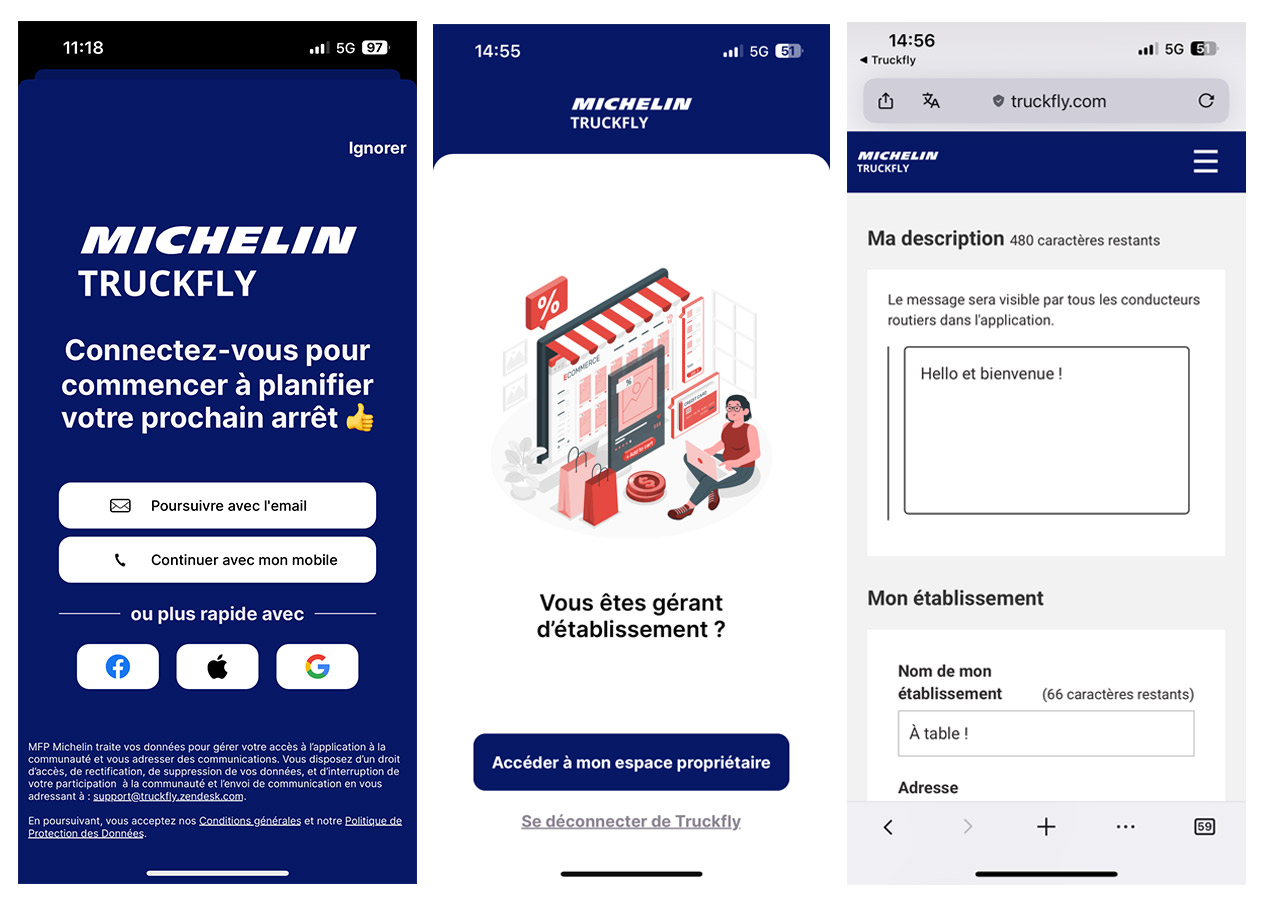 11:18
5G 97
Ignorer
MICHELIN
TRUCKFLY
Connectez-vous pour
commencer à planifier
votre prochain arrêt 👍
Poursuivre avec l'email
Continuer avec mon mobile
ou plus rapide avec
MFP Michelin traite vos données pour gérer votre accès à l'application à la
communauté et vous adresser des communications. Vous disposez d'un droit
d'accès, de rectification, de suppression de vos données, et d'interruption de
votre participation à la communauté et l'envoi de communication en vous
adressant à : support@truckfly.zendesk.com.
En poursuivant, vous acceptez nos Conditions générales et notre Politique de
Protection des Données.
14:55
5G 51
MICHELIN
TRUCKFLY
%
ECOMMERCE
%
CREDIT CARD
Vous êtes gérant
d'établissement ?
Accéder à mon espace propriétaire
Se déconnecter de Truckfly
14:56
5G 51
◀ Truckfly
truckfly.com
MICHELIN
TRUCKFLY
Ma description 480 caractères restants
Le message sera visible par tous les conducteurs
routiers dans l'application.
Hello et bienvenue !
Mon établissement
Nom de mon
établissement (66 caractères restants)
À table !
Adresse
59